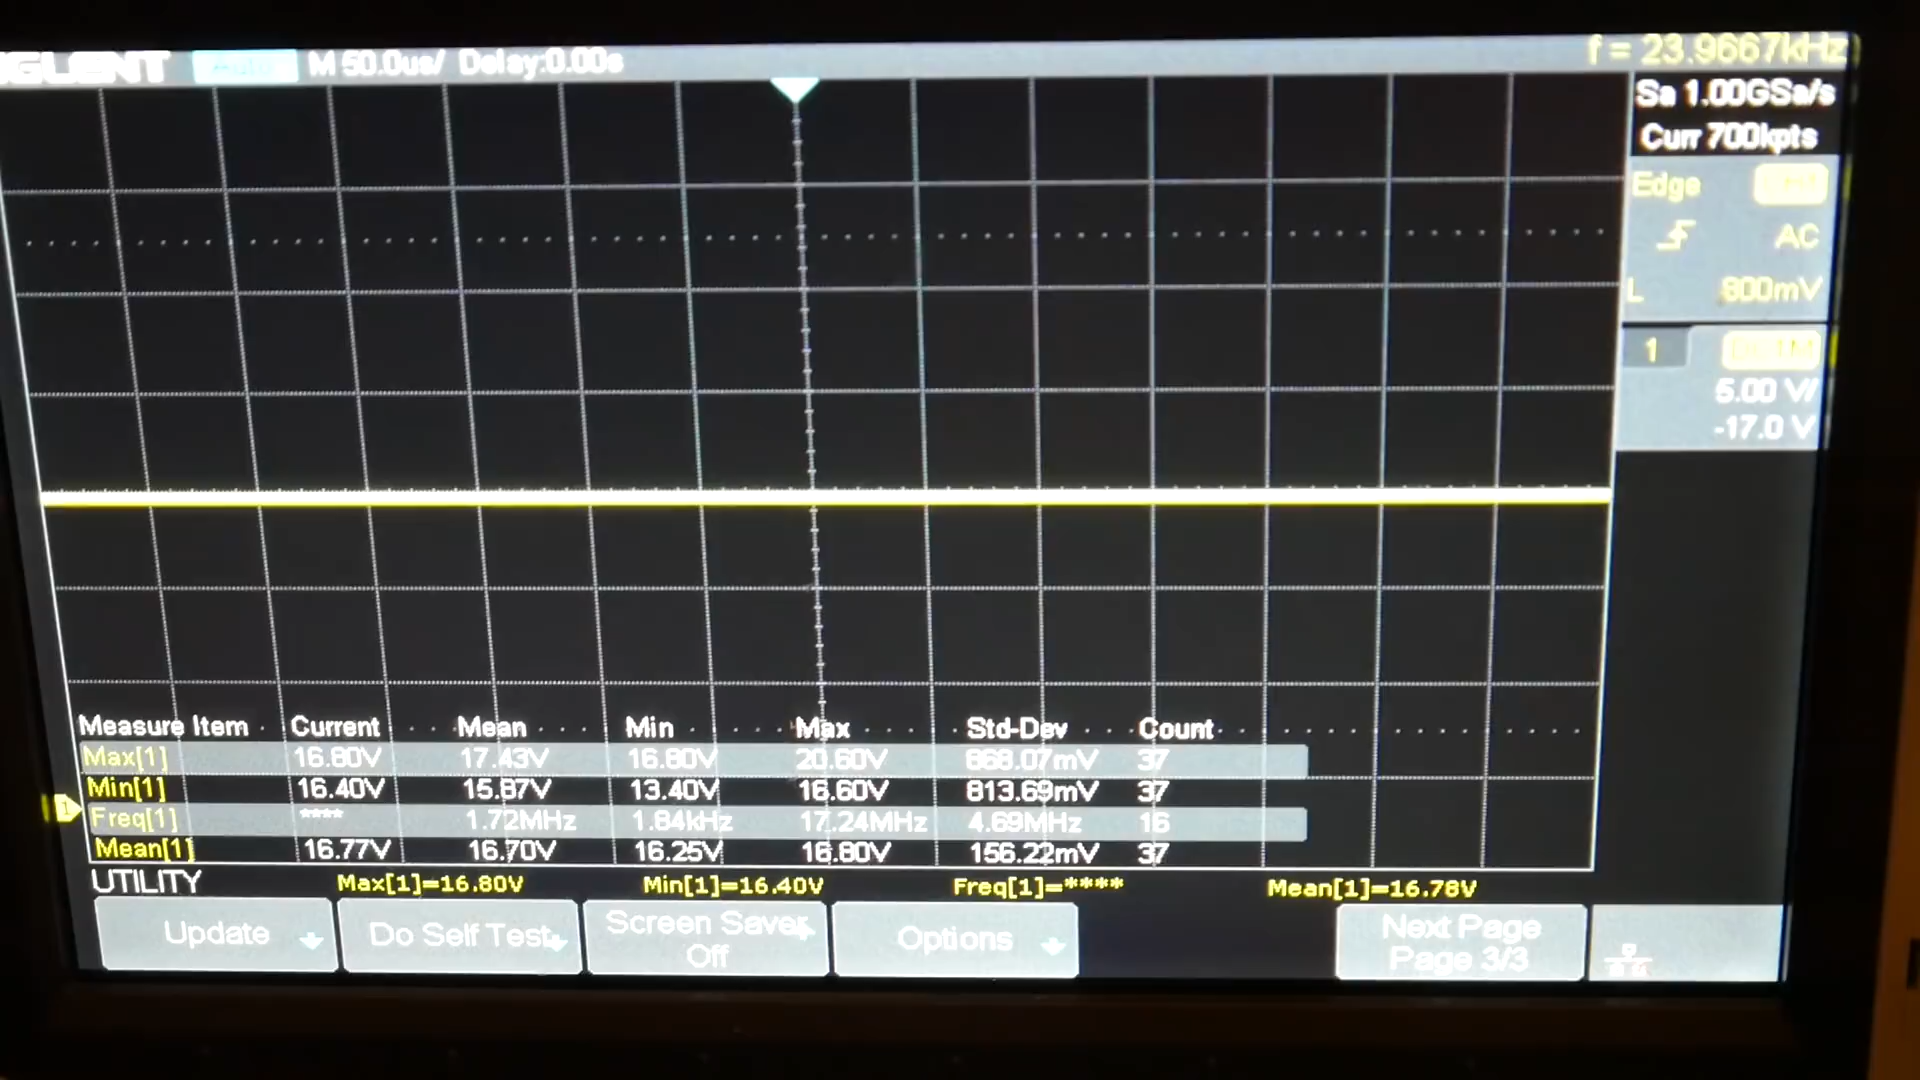 IGLENT M 50.0us/ Delay:0.00s f = 23.9667kHz
Sa 1.00GSa/s
Curr 700kpts
Edge
AC
L 800mV
1
5.00 V/
-17.0 V
Measure Item Current Mean Min Max Std-Dev Count
Max[1] 16.80V 17.43V 16.80V 20.60V 868.07mV 37
Min[1] 16.40V 15.87V 13.40V 16.60V 813.69mV 37
Freq[1] **** 1.72MHz 1.84kHz 17.24MHz 4.69MHz 16
Mean[1] 16.77V 16.70V 16.25V 16.80V 156.22mV 37
1
UTILITY Max[1]=16.80V Min[1]=16.40V Freq[1]=**** Mean[1]=16.78V
Update Do Self Test Screen Saver Options Next Page
Off Page 3/3